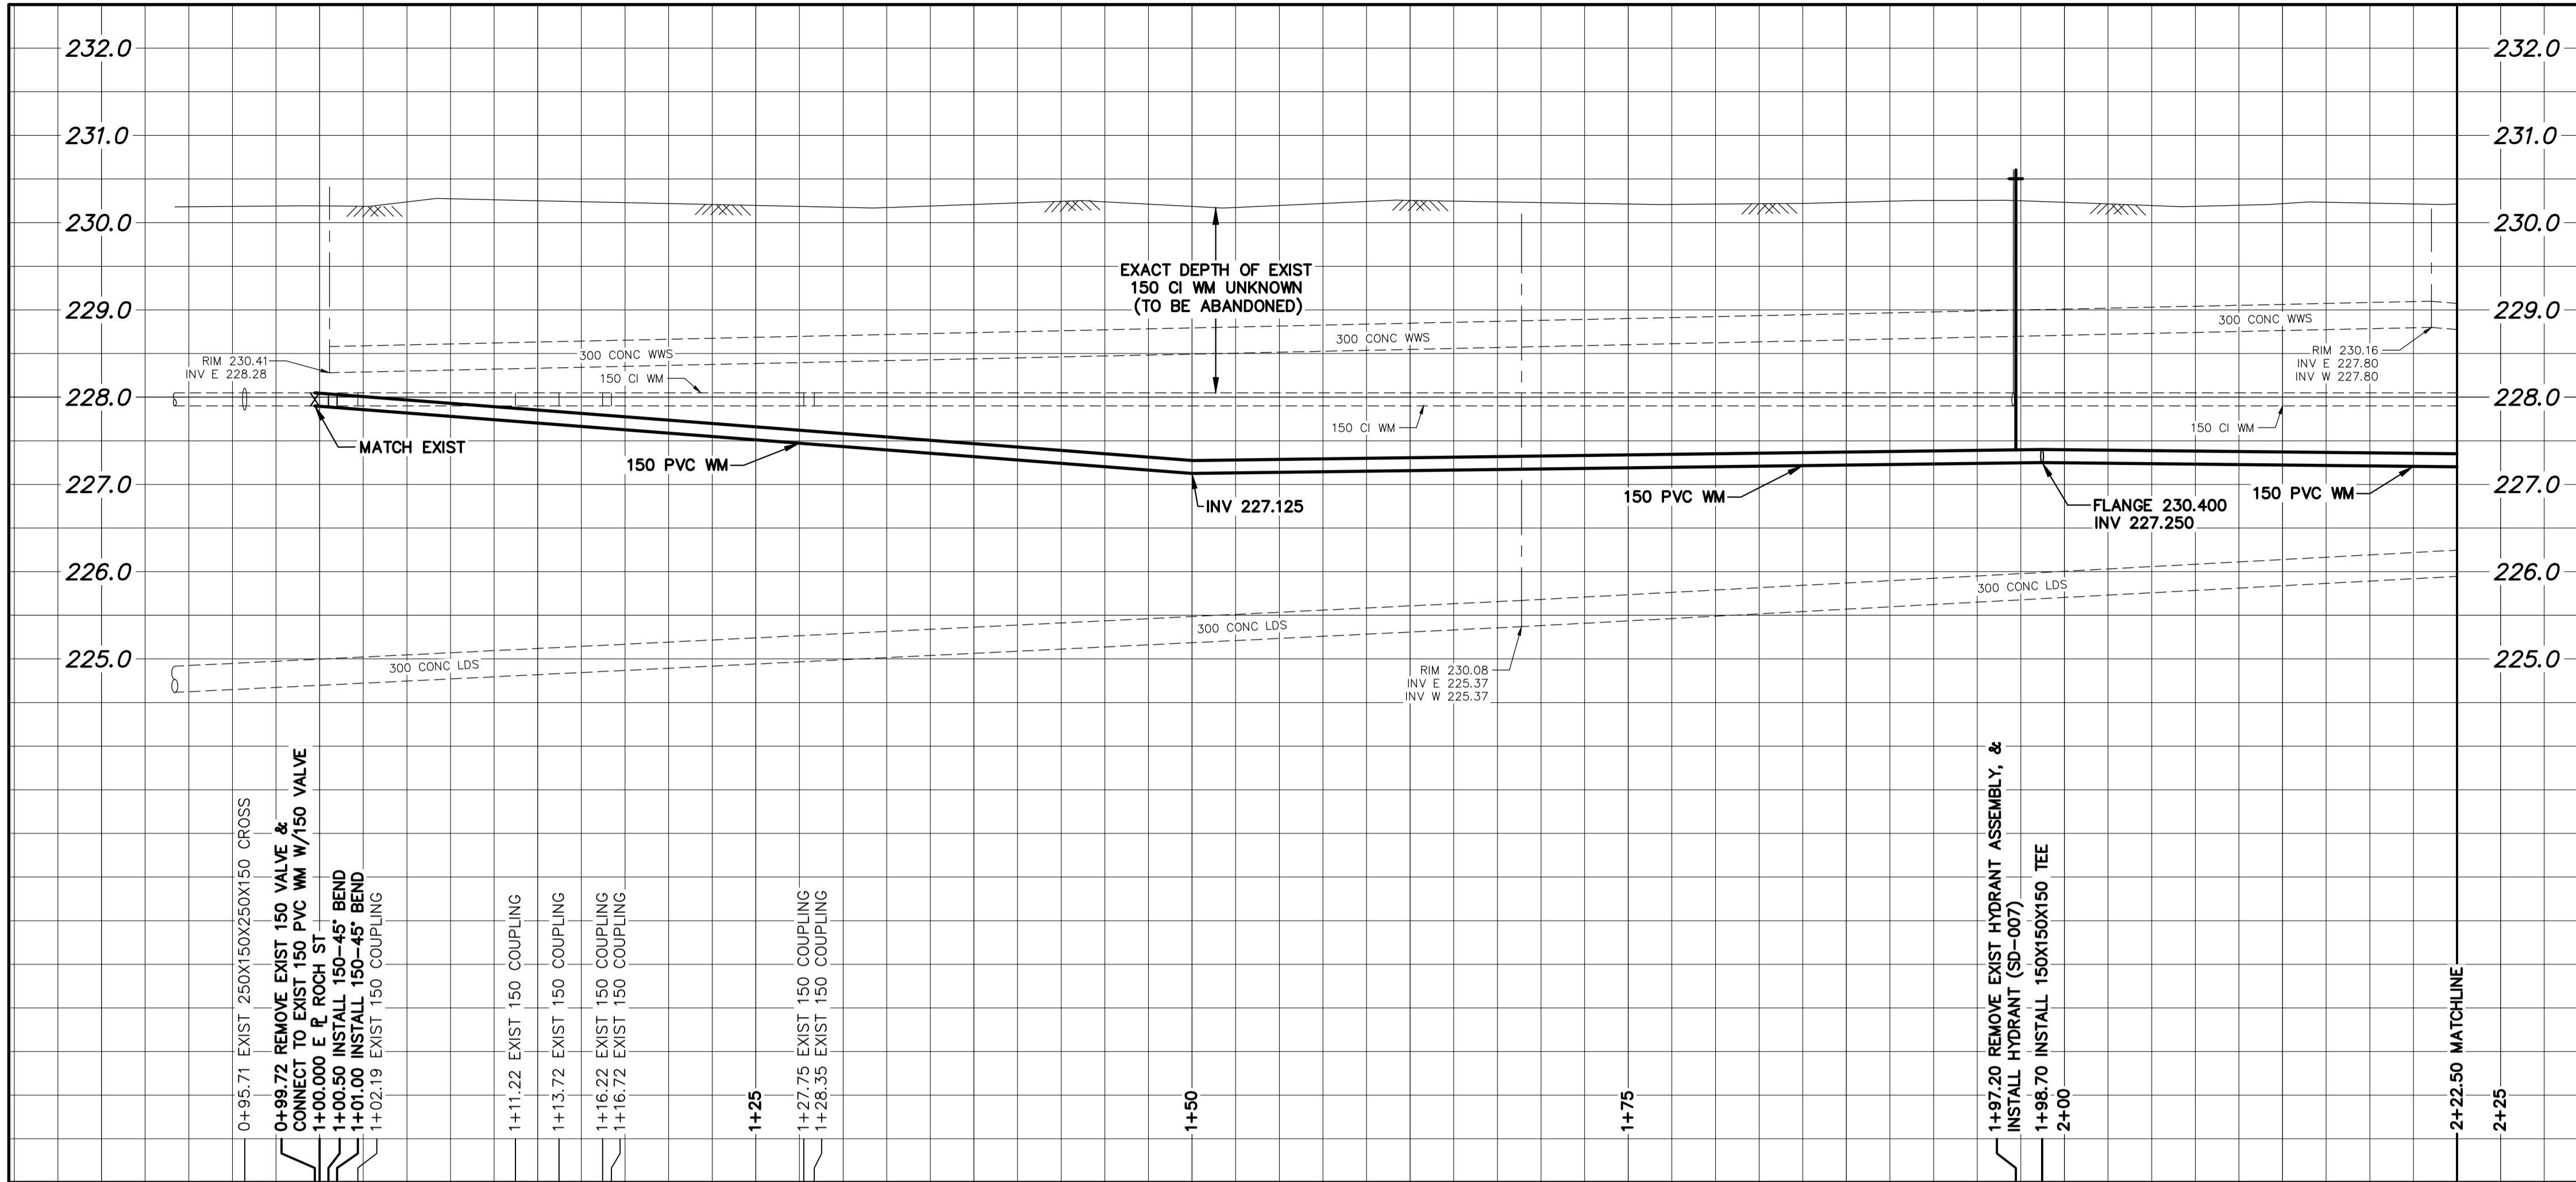 232.0
232.0
231.0
231.0
230.0
230.0
EXACT DEPTH OF EXIST
150 CI WM UNKNOWN
(TO BE ABANDONED)
229.0
229.0
300 CONC WWS
300 CONC WWS
300 CONC WWS
RIM 230.41
INV E 228.28
150 CI WM
RIM 230.16
INV E 227.80
INV W 227.80
228.0
228.0
150 CI WM
150 CI WM
MATCH EXIST
150 PVC WM
227.0
227.0
150 PVC WM
150 PVC WM
INV 227.125
FLANGE 230.400
INV 227.250
226.0
226.0
300 CONC LDS
300 CONC LDS
300 CONC LDS
225.0
225.0
RIM 230.08
INV E 225.37
INV W 225.37
0+95.71 EXIST 250X150X250X150 CROSS
0+99.72 REMOVE EXIST 150 VALVE &
CONNECT TO EXIST 150 PVC WM W/150 VALVE
1+00.000 E PL ROCH ST
1+00.50 INSTALL 150-45° BEND
1+01.00 INSTALL 150-45° BEND
1+02.19 EXIST 150 COUPLING
1+11.22 EXIST 150 COUPLING
1+13.72 EXIST 150 COUPLING
1+16.22 EXIST 150 COUPLING
1+16.72 EXIST 150 COUPLING
1+25
1+27.75 EXIST 150 COUPLING
1+28.35 EXIST 150 COUPLING
1+50
1+75
1+97.20 REMOVE EXIST HYDRANT ASSEMBLY, &
INSTALL HYDRANT (SD-007)
1+98.70 INSTALL 150X150X150 TEE
2+00
2+22.50 MATCHLINE
2+25